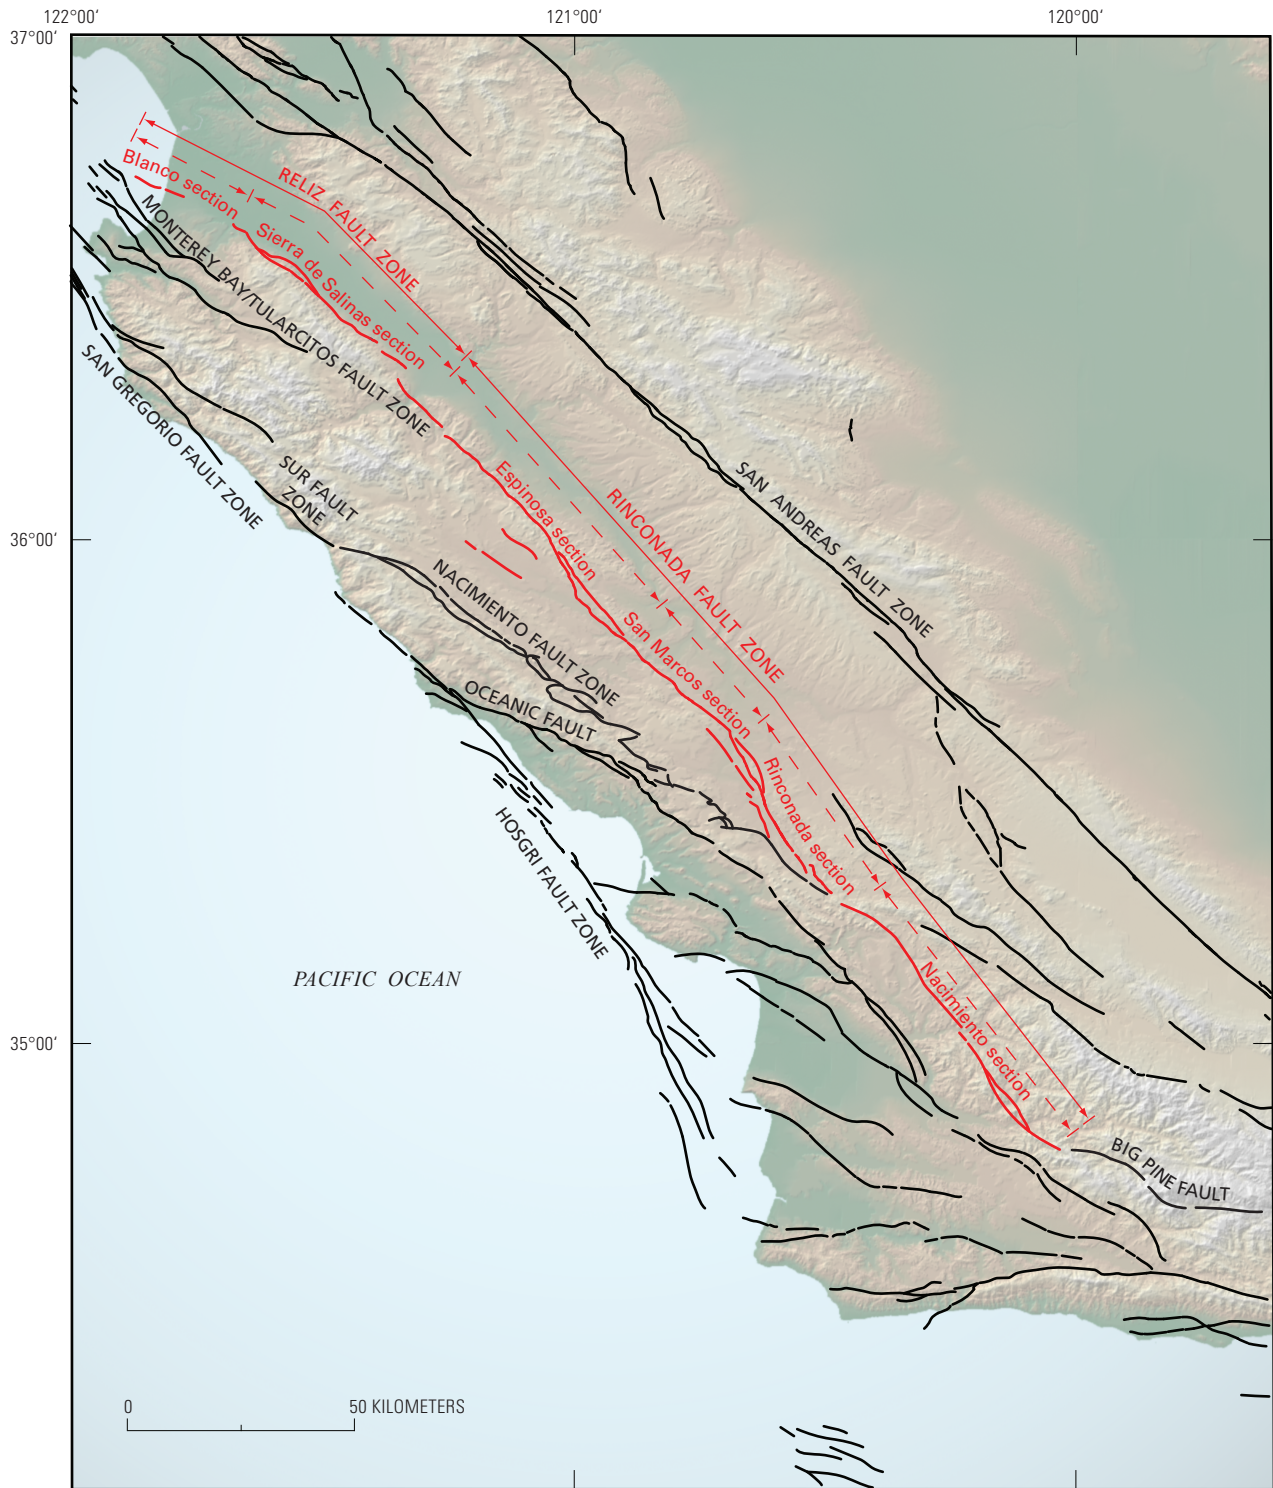 122°00′
121°00′
120°00′
37°00′
RELIZ FAULT ZONE
Blanco section
Sierra de Salinas section
MONTEREY BAY/TULARCITOS FAULT ZONE
SAN GREGORIO FAULT ZONE
SUR FAULT
ZONE
SAN ANDREAS FAULT ZONE
RINCONADA FAULT ZONE
Espinosa section
36°00′
NACIMIENTO FAULT ZONE
San Marcos section
OCEANIC FAULT
Rinconada section
HOSGRI FAULT ZONE
PACIFIC OCEAN
Nacimiento section
35°00′
BIG PINE FAULT
0
50 KILOMETERS